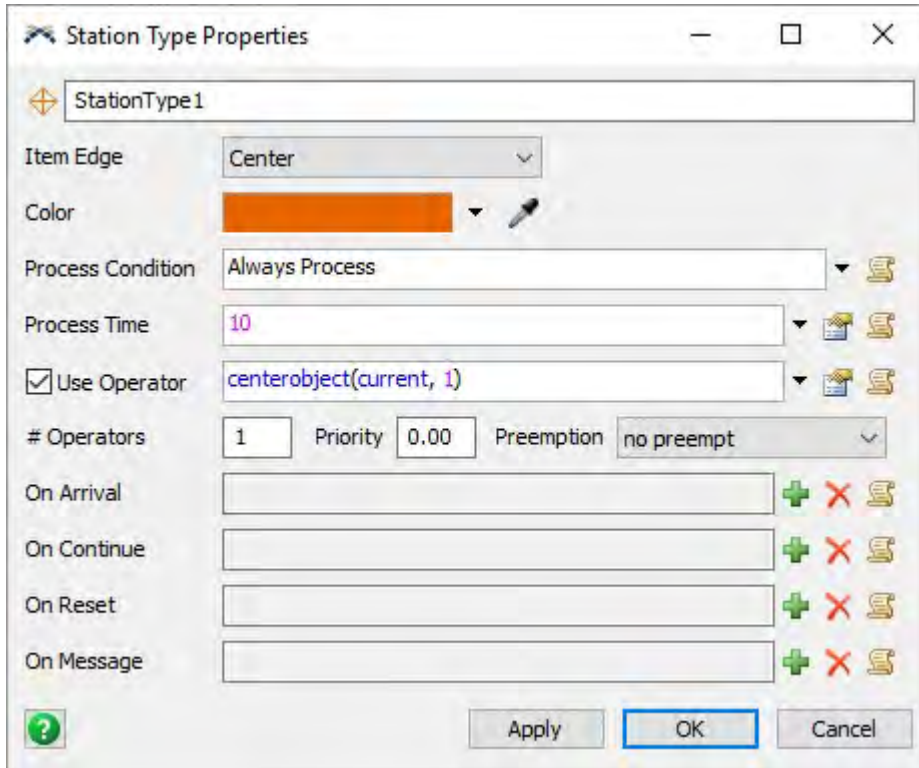 Station Type Properties
StationType1
Item Edge Center
Color
Process Condition Always Process
Process Time 10
Use Operator centerobject(current, 1)
# Operators 1 Priority 0.00 Preemption no preempt
On Arrival
On Continue
On Reset
On Message
? Apply OK Cancel